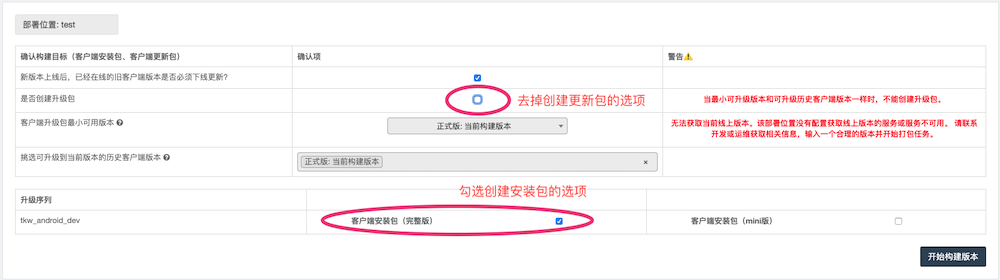 部署位置: test
确认构建目标（客户端安装包、客户端更新包）
确认项
警告⚠️
新版本上线后，已经在线的旧客户端版本是否必须下线更新?
是否创建升级包
去掉创建更新包的选项
当最小可升级版本和可升级历史客户端版本一样时，不能创建升级包。
客户端升级包最小可用版本
正式版: 当前构建版本
无法获取当前线上版本。该部署位置没有配置获取线上版本的服务或服务不可用。 请联系
开发或运维获取相关信息，输入一个合理的版本并开始打包任务。
挑选可升级到当前版本的历史客户端版本
正式版: 当前构建版本
×
勾选创建安装包的选项
升级序列
tkw_android_dev
客户端安装包（完整版）
客户端安装包（mini版）
开始构建版本